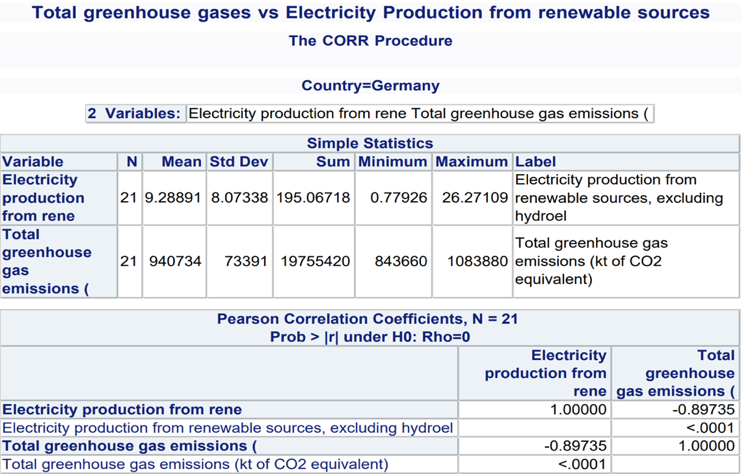 Total greenhouse gases vs Electricity Production from renewable sources
The CORR Procedure
Country=Germany
2 Variables: Electricity production from rene Total greenhouse gas emissions (
Simple Statistics
Variable N Mean Std Dev Sum Minimum Maximum Label
Electricity production from rene 21 9.28891 8.07338 195.06718 0.77926 26.27109 Electricity production from renewable sources, excluding hydroel
Total greenhouse gas emissions ( 21 940734 73391 19755420 843660 1083880 Total greenhouse gas emissions (kt of CO2 equivalent)
Pearson Correlation Coefficients, N = 21
Prob > |r| under H0: Rho=0
Electricity production from rene Total greenhouse gas emissions (
Electricity production from rene 1.00000 -0.89735
Electricity production from renewable sources, excluding hydroel <.0001
Total greenhouse gas emissions ( -0.89735 1.00000
Total greenhouse gas emissions (kt of CO2 equivalent) <.0001